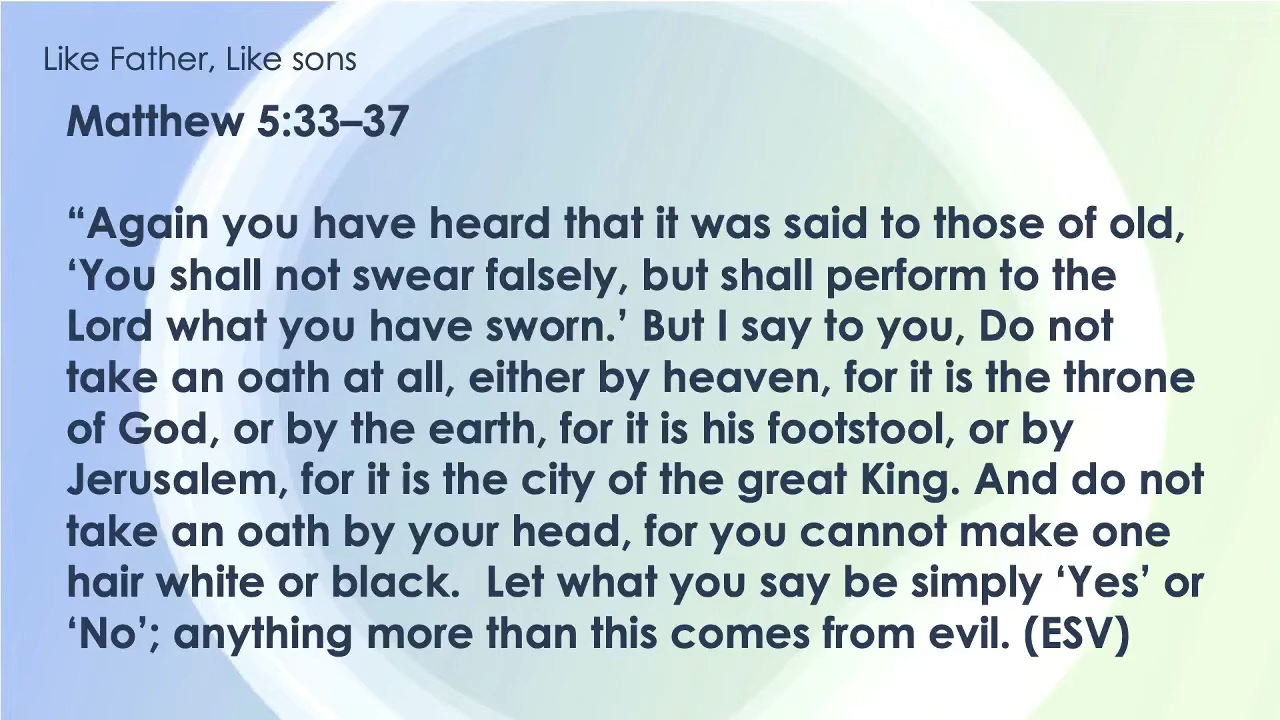 Like Father, Like sons
Matthew 5:33–37
“Again you have heard that it was said to those of old,
‘You shall not swear falsely, but shall perform to the
Lord what you have sworn.’ But I say to you, Do not
take an oath at all, either by heaven, for it is the throne
of God, or by the earth, for it is his footstool, or by
Jerusalem, for it is the city of the great King. And do not
take an oath by your head, for you cannot make one
hair white or black.  Let what you say be simply ‘Yes’ or
‘No’; anything more than this comes from evil. (ESV)